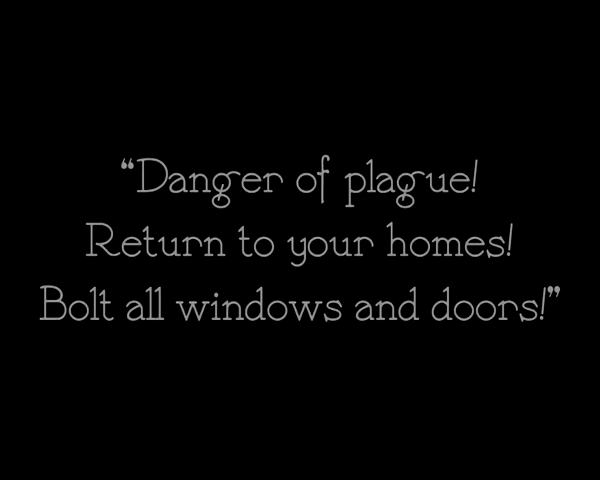 “Danger of plague!
Return to your homes!
Bolt all windows and doors!”